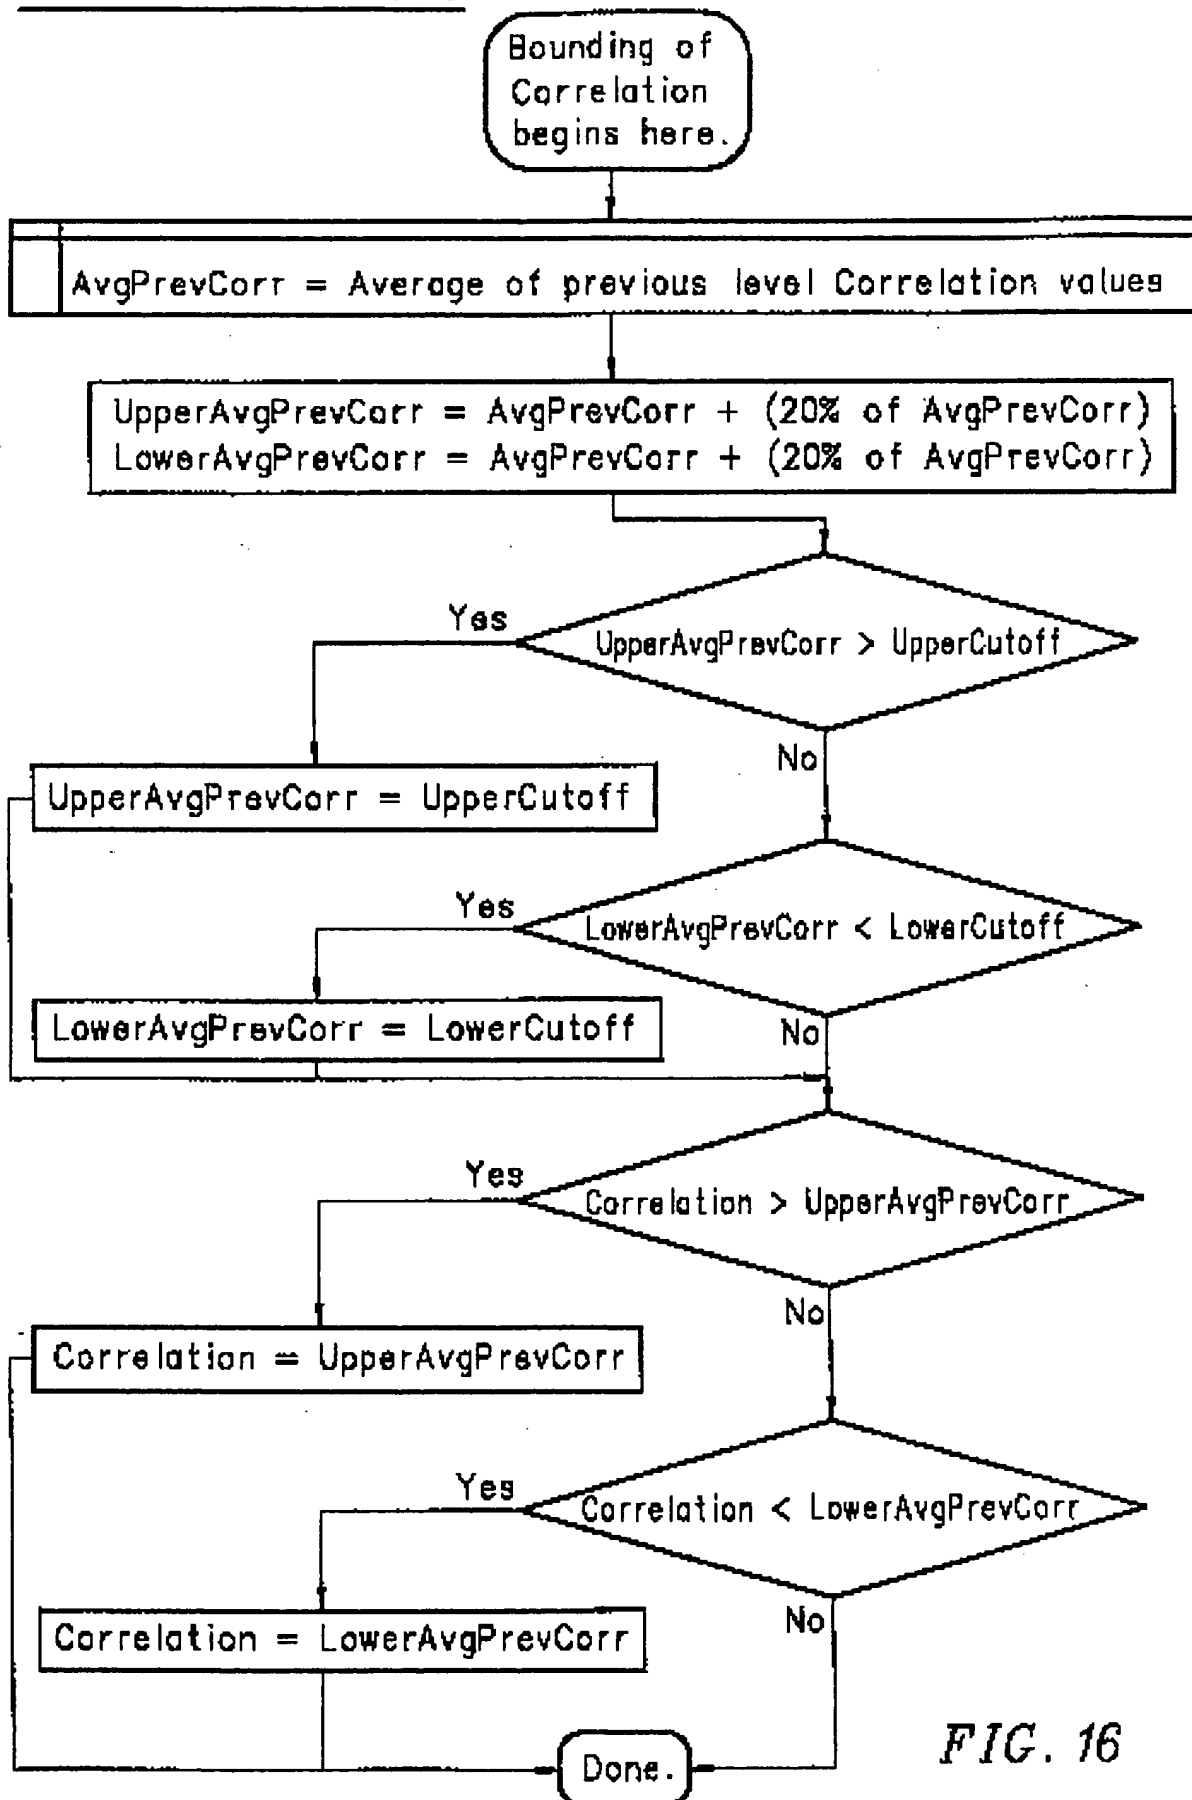 Bounding of
Correlation
begins here.
AvgPrevCorr = Average of previous level Correlation values
UpperAvgPrevCorr = AvgPrevCorr + (20% of AvgPrevCorr)
LowerAvgPrevCorr = AvgPrevCorr + (20% of AvgPrevCorr)
UpperAvgPrevCorr > UpperCutoff
Yes
No
UpperAvgPrevCorr = UpperCutoff
LowerAvgPrevCorr < LowerCutoff
Yes
No
LowerAvgPrevCorr = LowerCutoff
Correlation > UpperAvgPrevCorr
Yes
No
Correlation = UpperAvgPrevCorr
Correlation < LowerAvgPrevCorr
Yes
No
Correlation = LowerAvgPrevCorr
Done.
FIG. 16